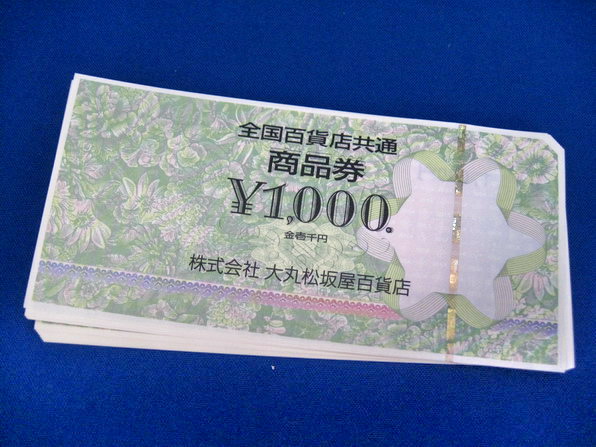 全国百貨店共通
商品券
¥1,000.
金壱千円
株式会社 大丸松坂屋百貨店